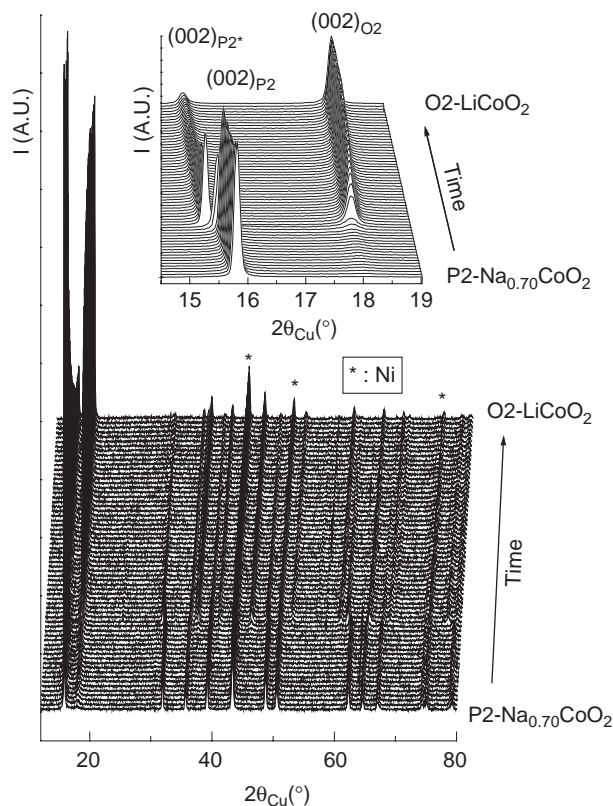 (002)P2*
(002)P2
(002)O2
I (A.U.)
I (A.U.)
O2-LiCoO2
Time
P2-Na0.70CoO2
15 16 17 18 19
2θCu(°)
* * *
* : Ni
O2-LiCoO2
Time
P2-Na0.70CoO2
20 40 60 80
2θCu(°)